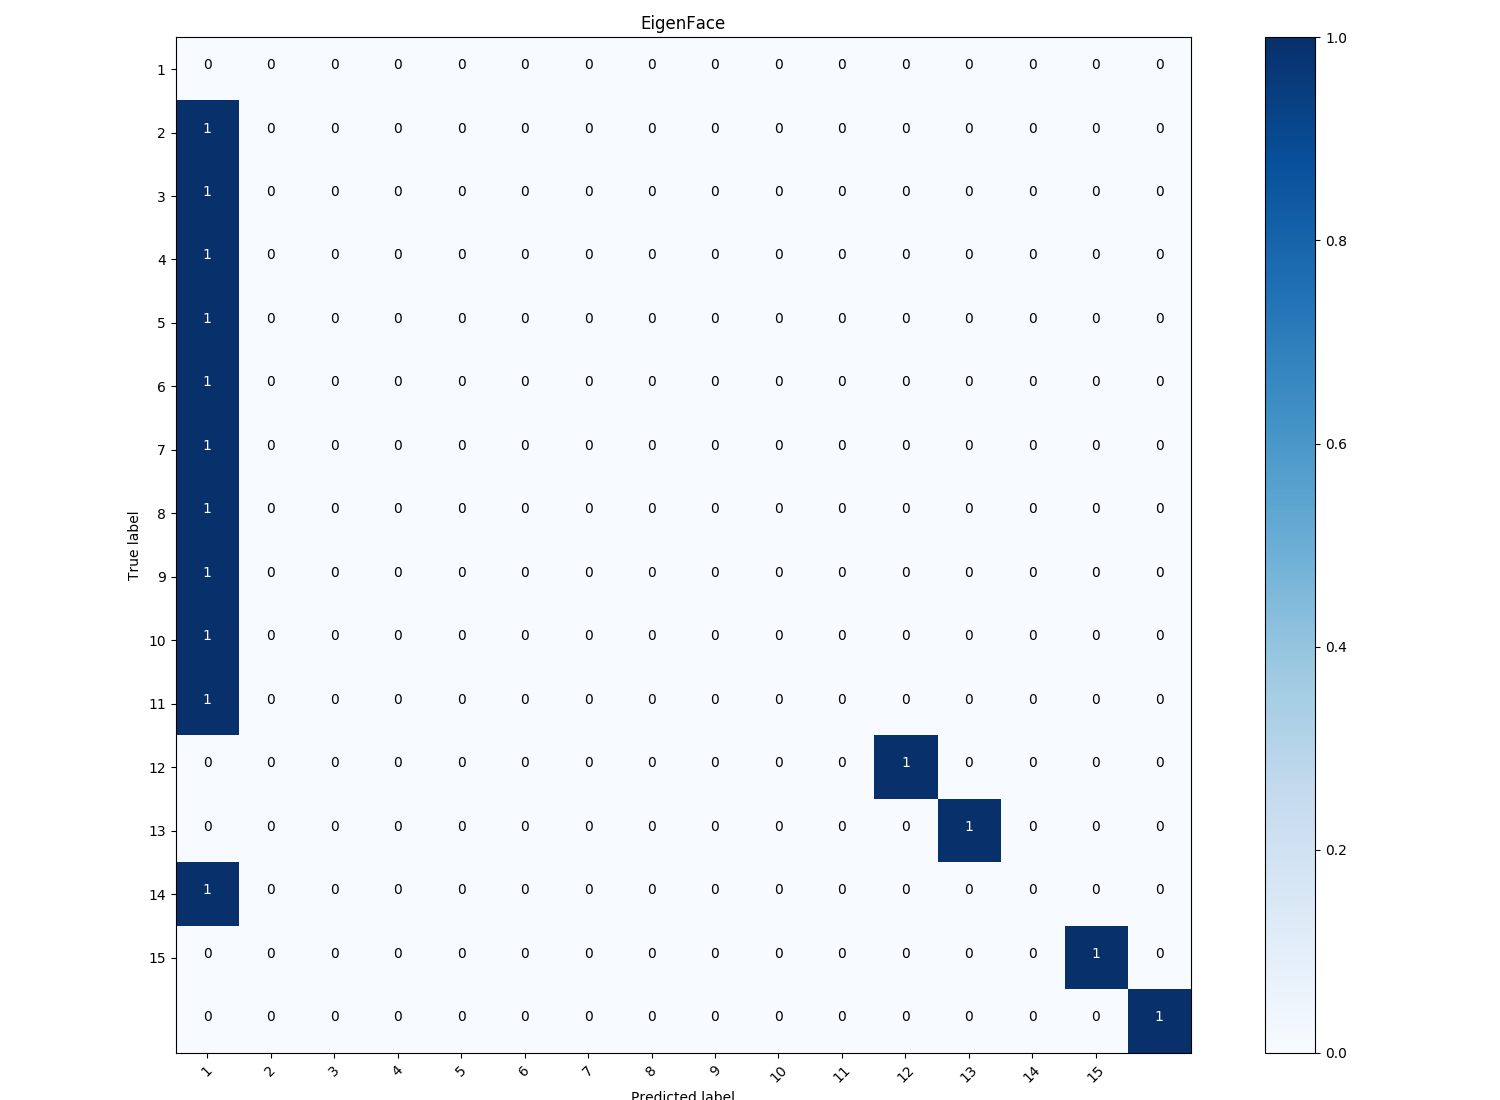 EigenFace
1 0 0 0 0 0 0 0 0 0 0 0 0 0 0 0 0
2 1 0 0 0 0 0 0 0 0 0 0 0 0 0 0 0
3 1 0 0 0 0 0 0 0 0 0 0 0 0 0 0 0
4 1 0 0 0 0 0 0 0 0 0 0 0 0 0 0 0
5 1 0 0 0 0 0 0 0 0 0 0 0 0 0 0 0
6 1 0 0 0 0 0 0 0 0 0 0 0 0 0 0 0
7 1 0 0 0 0 0 0 0 0 0 0 0 0 0 0 0
8 1 0 0 0 0 0 0 0 0 0 0 0 0 0 0 0
9 1 0 0 0 0 0 0 0 0 0 0 0 0 0 0 0
10 1 0 0 0 0 0 0 0 0 0 0 0 0 0 0 0
11 1 0 0 0 0 0 0 0 0 0 0 0 0 0 0 0
12 0 0 0 0 0 0 0 0 0 0 0 1 0 0 0 0
13 0 0 0 0 0 0 0 0 0 0 0 0 1 0 0 0
14 1 0 0 0 0 0 0 0 0 0 0 0 0 0 0 0
15 0 0 0 0 0 0 0 0 0 0 0 0 0 0 1 0
0 0 0 0 0 0 0 0 0 0 0 0 0 0 0 1
1 2 3 4 5 6 7 8 9 10 11 12 13 14 15
True label
Predicted label
1.0
0.8
0.6
0.4
0.2
0.0